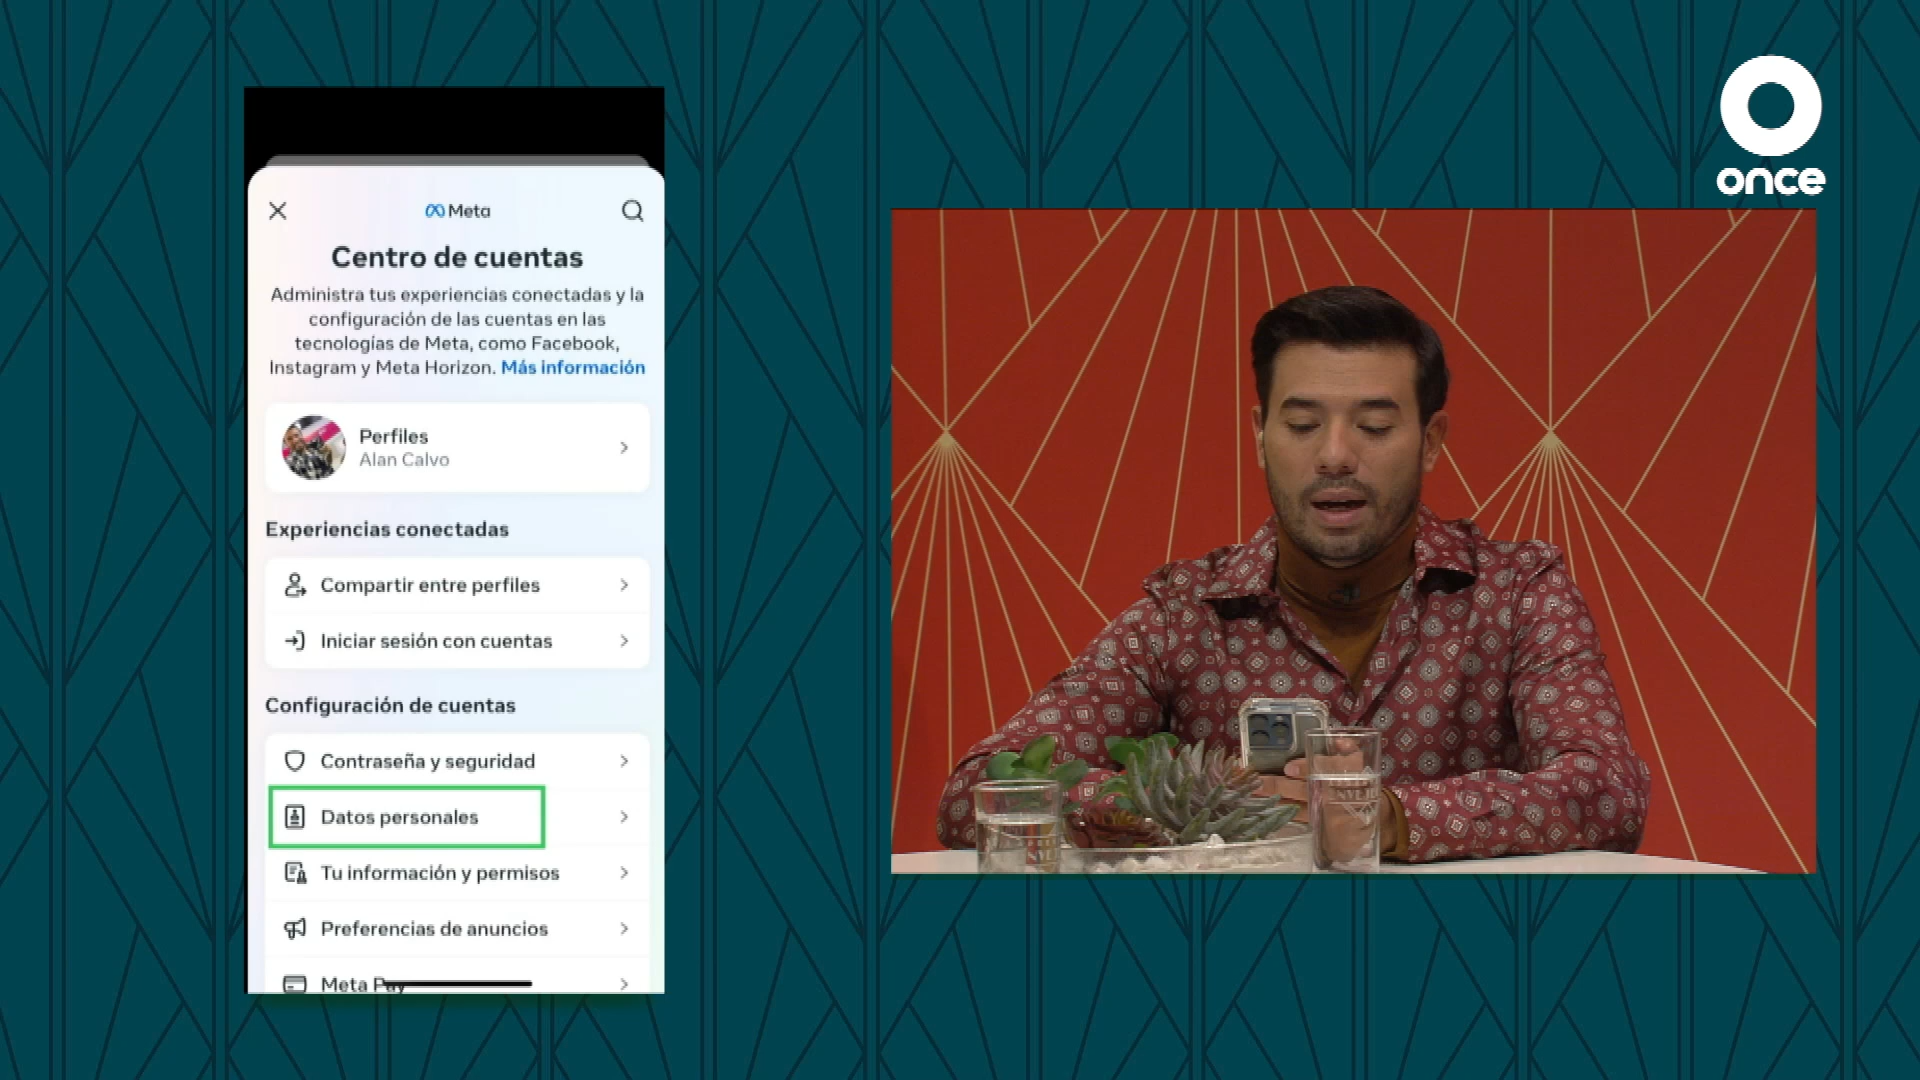 Meta
Centro de cuentas
Administra tus experiencias conectadas y la
configuración de las cuentas en las
tecnologías de Meta, como Facebook,
Instagram y Meta Horizon. Más información
Perfiles
Alan Calvo
Experiencias conectadas
Compartir entre perfiles
Iniciar sesión con cuentas
Configuración de cuentas
Contraseña y seguridad
Datos personales
Tu información y permisos
Preferencias de anuncios
Meta Pay
once